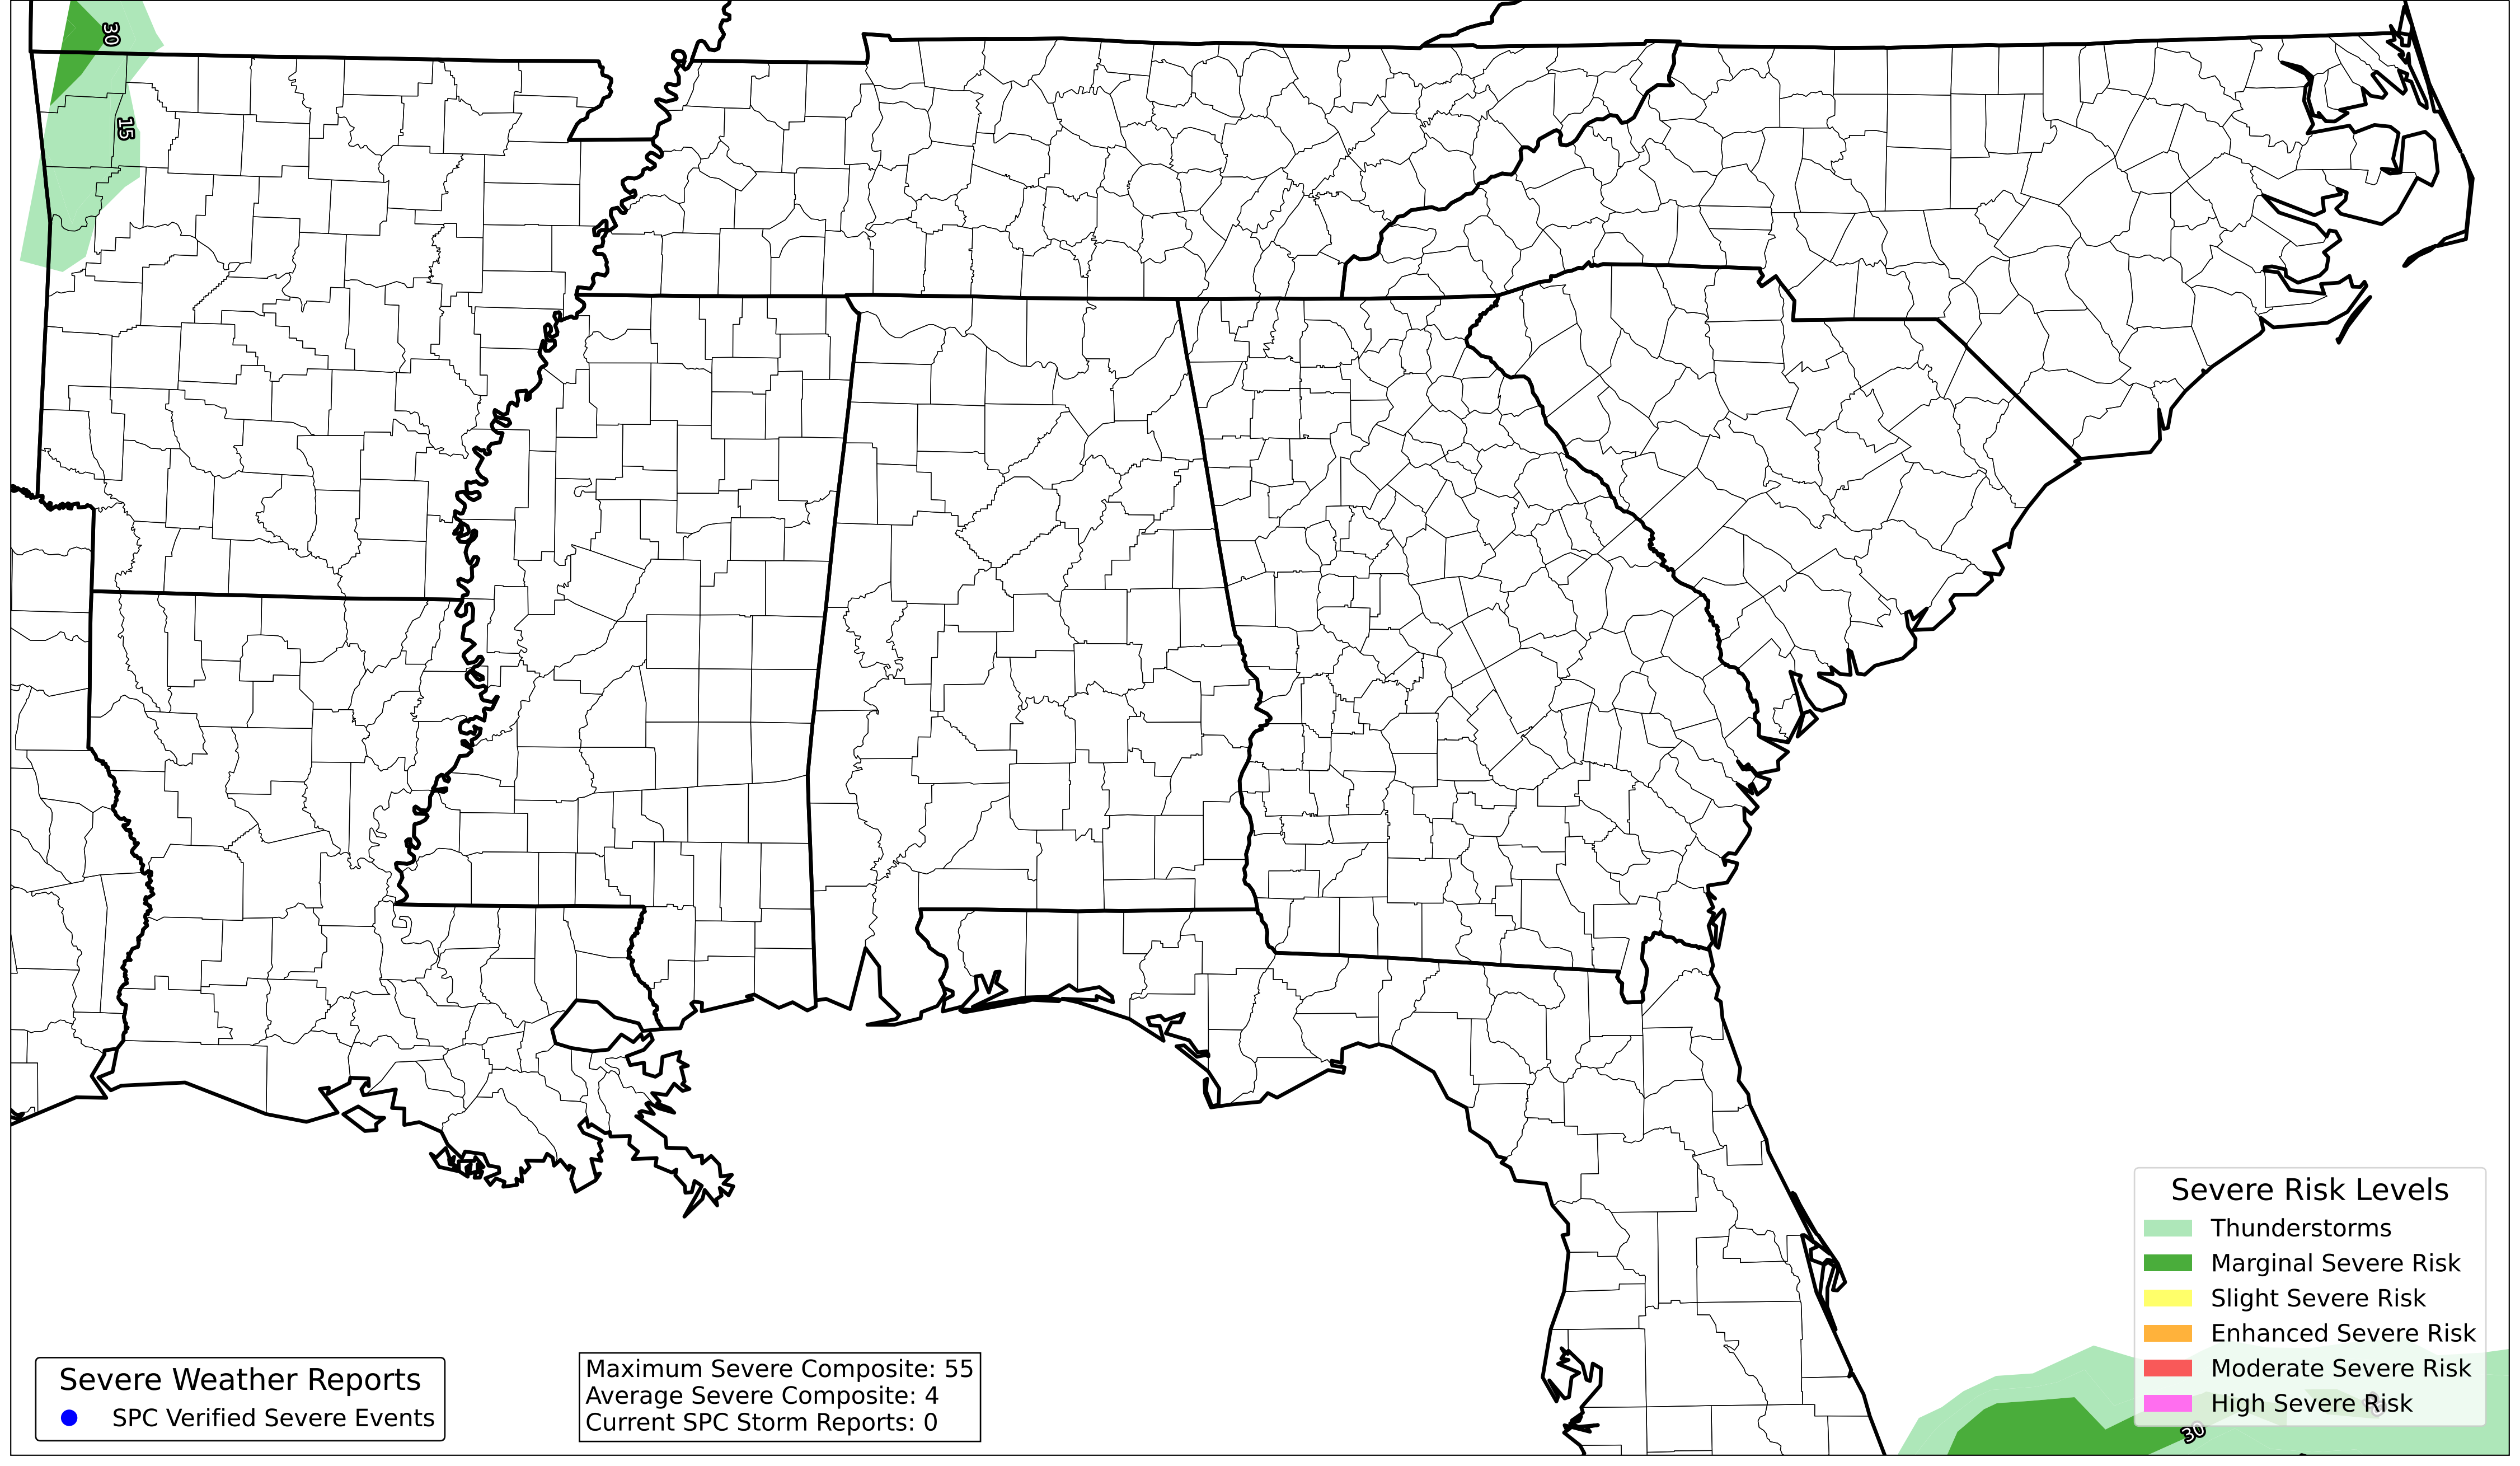 30
15
Severe Risk Levels
Thunderstorms
Marginal Severe Risk
Slight Severe Risk
Enhanced Severe Risk
Moderate Severe Risk
High Severe Risk
30
Severe Weather Reports
SPC Verified Severe Events
Maximum Severe Composite: 55
Average Severe Composite: 4
Current SPC Storm Reports: 0